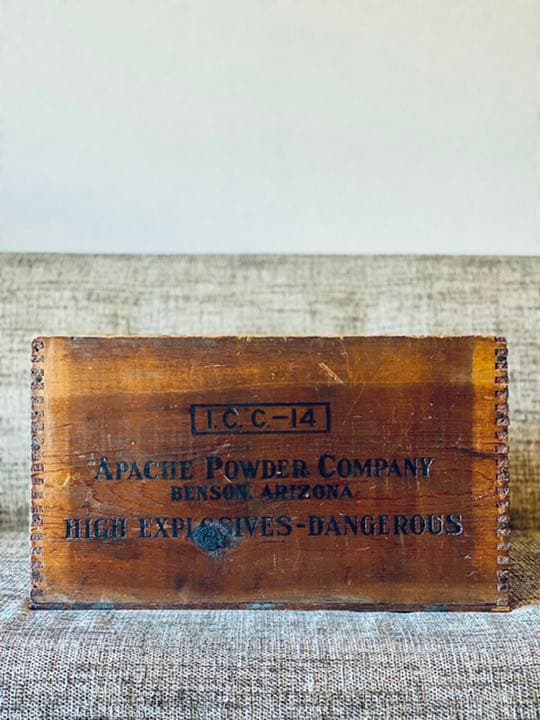 I.C.C.-14
APACHE POWDER COMPANY
BENSON, ARIZONA
HIGH EXPLOSIVES-DANGEROUS